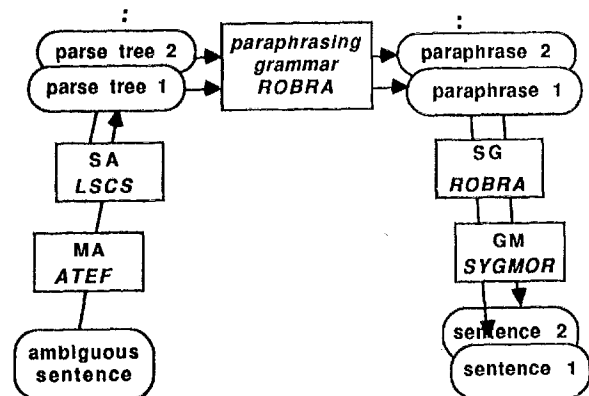 :
parse tree 2
parse tree 1
paraphrasing
grammar
ROBRA
:
paraphrase 2
paraphrase 1
SA
LSCS
MA
ATEF
ambiguous
sentence
SG
ROBRA
GM
SYGMOR
sentence 2
sentence 1